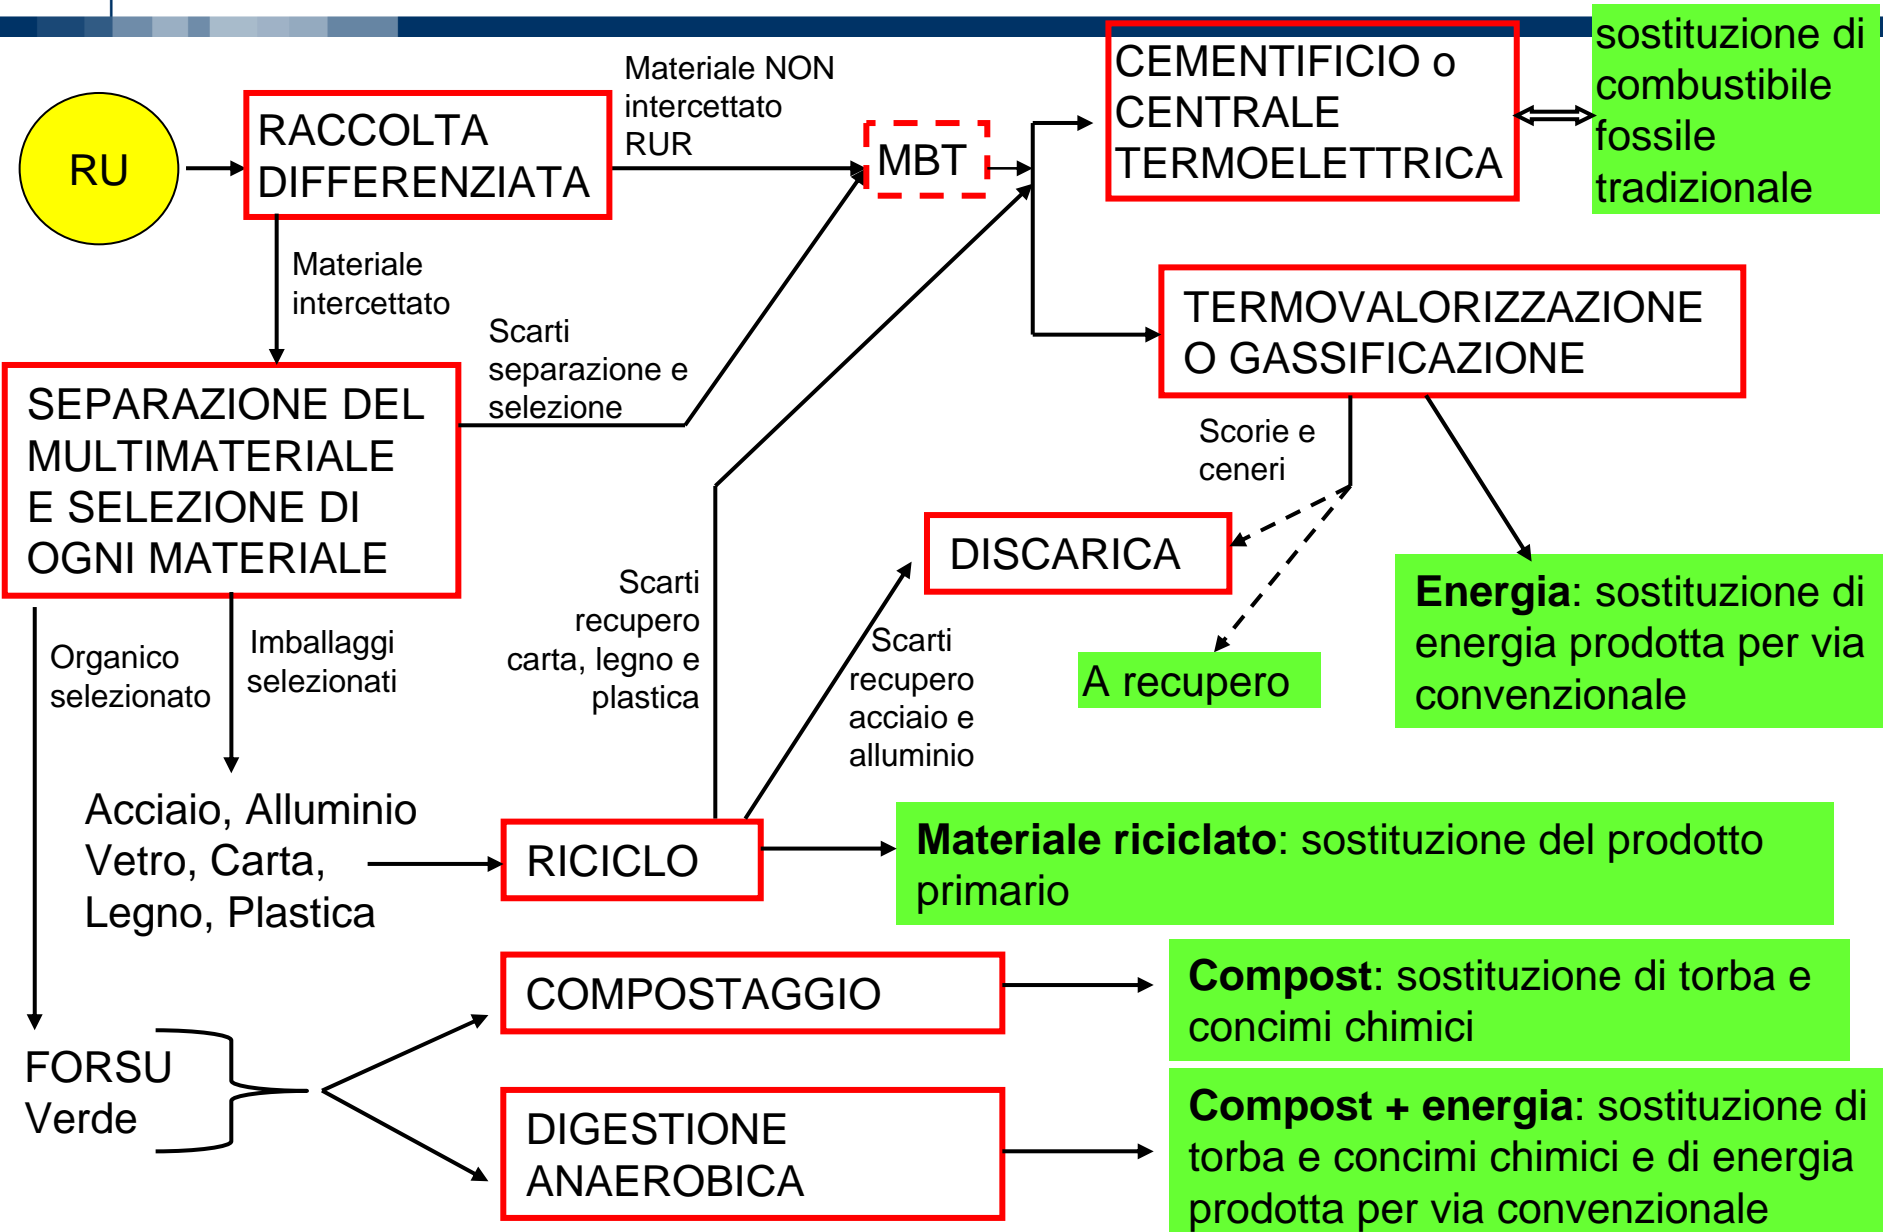 RU
RACCOLTA
DIFFERENZIATA
Materiale NON
intercettato
RUR
MBT
CEMENTIFICIO o
CENTRALE
TERMOELETTRICA
sostituzione di
combustibile
fossile
tradizionale
Materiale
intercettato
Scarti
separazione e
selezione
TERMOVALORIZZAZIONE
O GASSIFICAZIONE
SEPARAZIONE DEL
MULTIMATERIALE
E SELEZIONE DI
OGNI MATERIALE
Scorie e
ceneri
DISCARICA
Energia: sostituzione di
energia prodotta per via
convenzionale
A recupero
Organico
selezionato
Imballaggi
selezionati
Scarti
recupero
carta, legno e
plastica
Scarti
recupero
acciaio e
alluminio
Acciaio, Alluminio
Vetro, Carta,
Legno, Plastica
RICICLO
Materiale riciclato: sostituzione del prodotto
primario
COMPOSTAGGIO
Compost: sostituzione di torba e
concimi chimici
FORSU
Verde
DIGESTIONE
ANAEROBICA
Compost + energia: sostituzione di
torba e concimi chimici e di energia
prodotta per via convenzionale